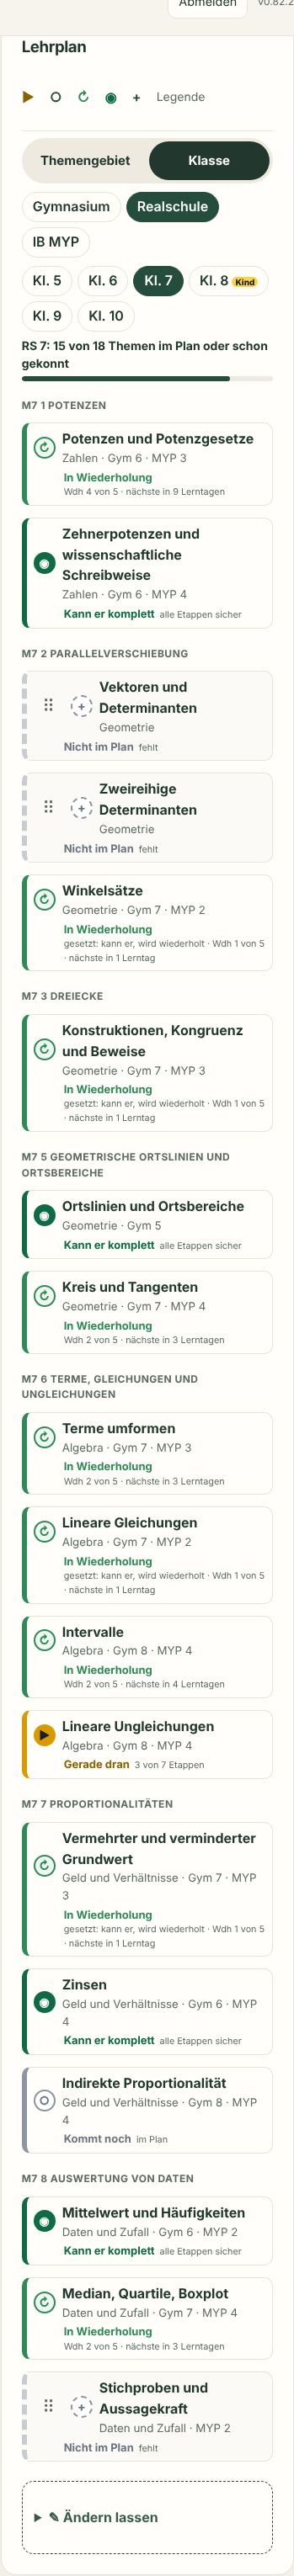 Abmelden v0.82.2
Lehrplan
Legende
Themengebiet Klasse
Gymnasium Realschule
IB MYP
Kl. 5 Kl. 6 Kl. 7 Kl. 8 Kind
Kl. 9 Kl. 10
RS 7: 15 von 18 Themen im Plan oder schon
gekonnt
M7 1 POTENZEN
Potenzen und Potenzgesetze
Zahlen · Gym 6 · MYP 3
In Wiederholung
Wdh 4 von 5 · nächste in 9 Lerntagen
Zehnerpotenzen und
wissenschaftliche
Schreibweise
Zahlen · Gym 6 · MYP 4
Kann er komplett alle Etappen sicher
M7 2 PARALLELVERSCHIEBUNG
Vektoren und
Determinanten
Geometrie
Nicht im Plan fehlt
Zweireihige
Determinanten
Geometrie
Nicht im Plan fehlt
Winkelsätze
Geometrie · Gym 7 · MYP 2
In Wiederholung
gesetzt: kann er, wird wiederholt · Wdh 1 von 5
· nächste in 1 Lerntag
M7 3 DREIECKE
Konstruktionen, Kongruenz
und Beweise
Geometrie · Gym 7 · MYP 3
In Wiederholung
gesetzt: kann er, wird wiederholt · Wdh 1 von 5
· nächste in 1 Lerntag
M7 5 GEOMETRISCHE ORTSLINIEN UND
ORTSBEREICHE
Ortslinien und Ortsbereiche
Geometrie · Gym 5
Kann er komplett alle Etappen sicher
Kreis und Tangenten
Geometrie · Gym 7 · MYP 4
In Wiederholung
Wdh 2 von 5 · nächste in 3 Lerntagen
M7 6 TERME, GLEICHUNGEN UND
UNGLEICHUNGEN
Terme umformen
Algebra · Gym 7 · MYP 3
In Wiederholung
Wdh 2 von 5 · nächste in 3 Lerntagen
Lineare Gleichungen
Algebra · Gym 7 · MYP 2
In Wiederholung
gesetzt: kann er, wird wiederholt · Wdh 1 von 5
· nächste in 1 Lerntag
Intervalle
Algebra · Gym 8 · MYP 4
In Wiederholung
Wdh 2 von 5 · nächste in 4 Lerntagen
Lineare Ungleichungen
Algebra · Gym 8 · MYP 4
Gerade dran 3 von 7 Etappen
M7 7 PROPORTIONALITÄTEN
Vermehrter und verminderter
Grundwert
Geld und Verhältnisse · Gym 7 · MYP
3
In Wiederholung
gesetzt: kann er, wird wiederholt · Wdh 1 von 5
· nächste in 1 Lerntag
Zinsen
Geld und Verhältnisse · Gym 6 · MYP
4
Kann er komplett alle Etappen sicher
Indirekte Proportionalität
Geld und Verhältnisse · Gym 8 · MYP
4
Kommt noch im Plan
M7 8 AUSWERTUNG VON DATEN
Mittelwert und Häufigkeiten
Daten und Zufall · Gym 6 · MYP 2
Kann er komplett alle Etappen sicher
Median, Quartile, Boxplot
Daten und Zufall · Gym 7 · MYP 4
In Wiederholung
Wdh 2 von 5 · nächste in 3 Lerntagen
Stichproben und
Aussagekraft
Daten und Zufall · MYP 2
Nicht im Plan fehlt
▶ ✎ Ändern lassen